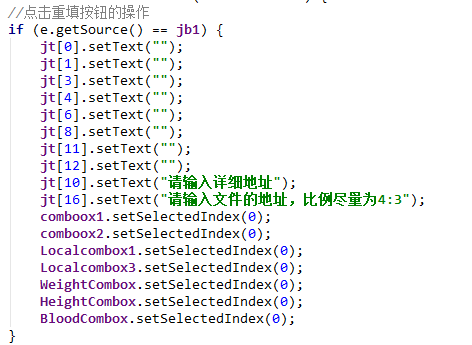 //点击重填按钮的操作
if (e.getSource() == jb1) {
jt[0].setText("");
jt[1].setText("");
jt[3].setText("");
jt[4].setText("");
jt[6].setText("");
jt[8].setText("");
jt[11].setText("");
jt[12].setText("");
jt[10].setText("请输入详细地址");
jt[16].setText("请输入文件的地址，比例尽量为4:3");
comboox1.setSelectedIndex(0);
comboox2.setSelectedIndex(0);
Localcombox1.setSelectedIndex(0);
Localcombox3.setSelectedIndex(0);
WeightCombox.setSelectedIndex(0);
HeightCombox.setSelectedIndex(0);
BloodCombox.setSelectedIndex(0);
}